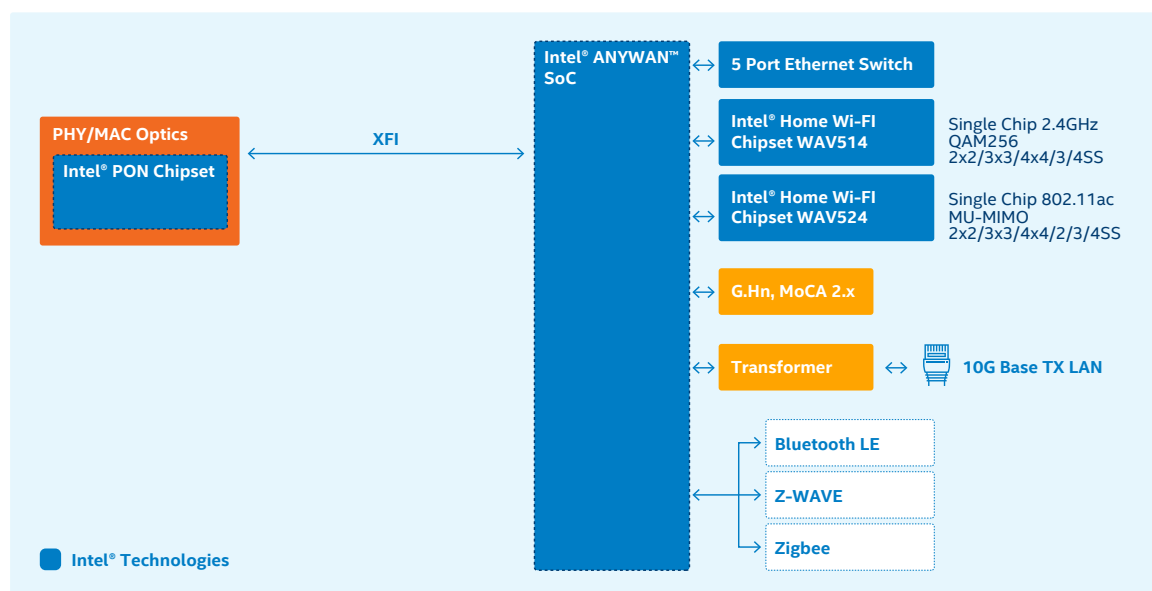 Intel® ANYWAN™
SoC
5 Port Ethernet Switch
PHY/MAC Optics
Intel® PON Chipset
XFI
Intel® Home Wi-FI
Chipset WAV514
Single Chip 2.4GHz
QAM256
2x2/3x3/4x4/3/4SS
Intel® Home Wi-FI
Chipset WAV524
Single Chip 802.11ac
MU-MIMO
2x2/3x3/4x4/2/3/4SS
G.Hn, MoCA 2.x
Transformer
10G Base TX LAN
Bluetooth LE
Z-WAVE
Zigbee
Intel® Technologies